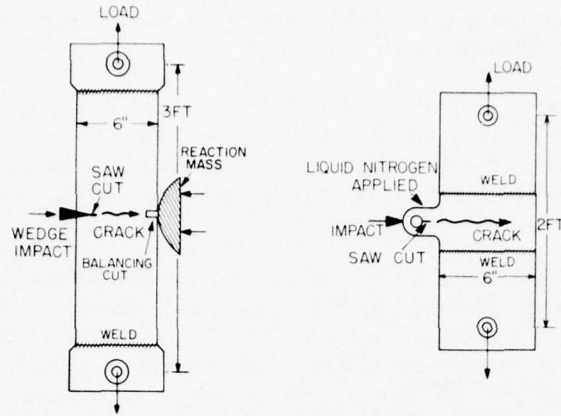 LOAD
3FT
6"
REACTION
MASS
SAW
CUT
WEDGE
IMPACT
CRACK
BALANCING
CUT
WELD
LOAD
LIQUID NITROGEN
APPLIED
WELD
2FT
IMPACT
CRACK
SAW CUT
WELD
6"